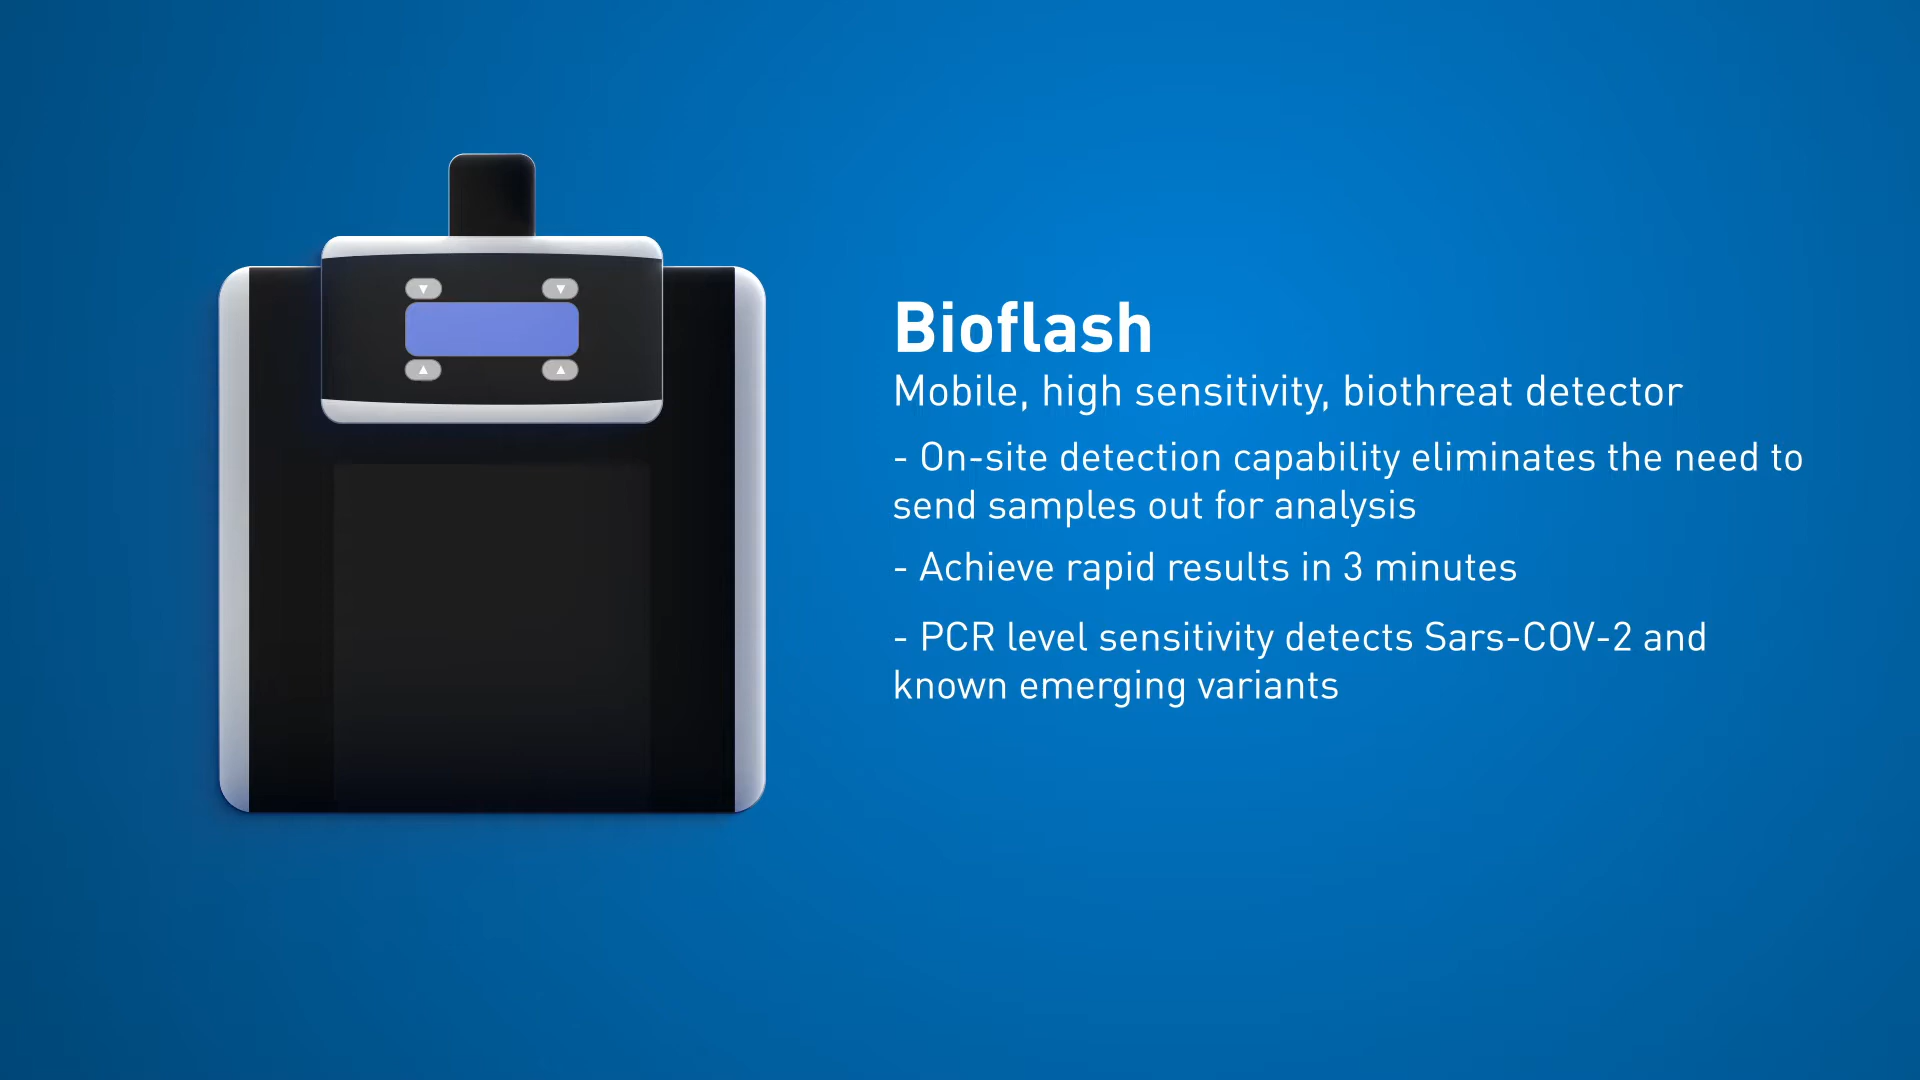 Bioflash
Mobile, high sensitivity, biothreat detector
- On-site detection capability eliminates the need to
send samples out for analysis
- Achieve rapid results in 3 minutes
- PCR level sensitivity detects Sars-COV-2 and
known emerging variants